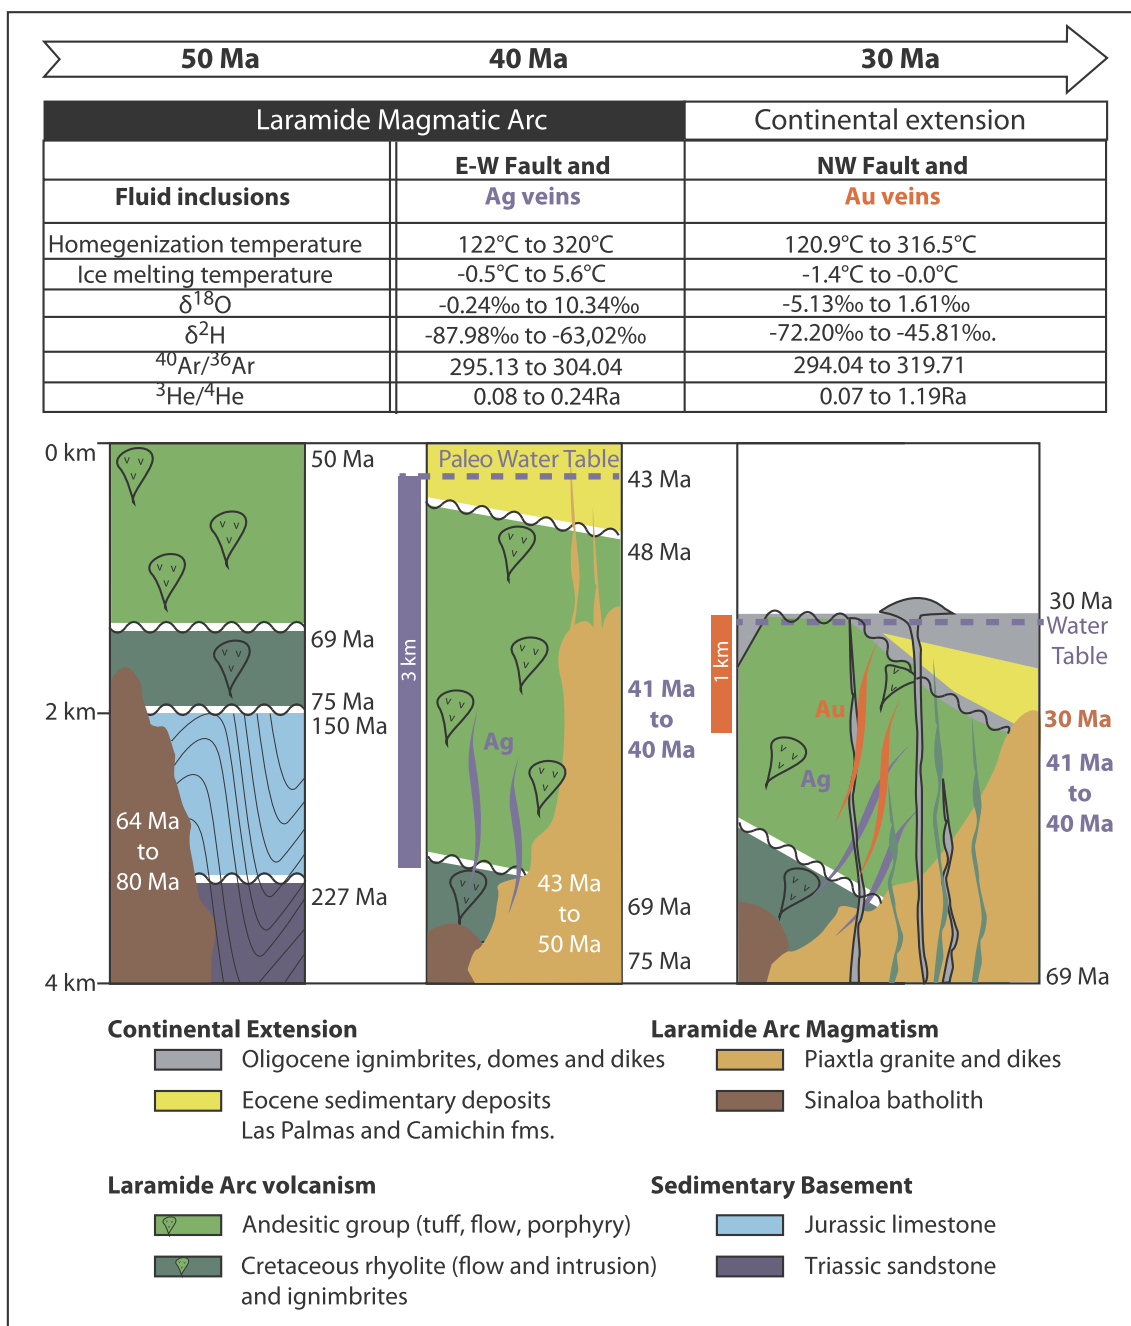 50 Ma 40 Ma 30 Ma
Laramide Magmatic Arc Continental extension
E-W Fault and NW Fault and
Fluid inclusions Ag veins Au veins
Homegenization temperature 122°C to 320°C 120.9°C to 316.5°C
Ice melting temperature -0.5°C to 5.6°C -1.4°C to -0.0°C
δ¹⁸O -0.24‰ to 10.34‰ -5.13‰ to 1.61‰
δ²H -87.98‰ to -63,02‰ -72.20‰ to -45.81‰.
⁴⁰Ar/³⁶Ar 295.13 to 304.04 294.04 to 319.71
³He/⁴He 0.08 to 0.24Ra 0.07 to 1.19Ra
0 km
2 km
4 km
50 Ma
69 Ma
75 Ma
150 Ma
227 Ma
64 Ma
to
80 Ma
Paleo Water Table
3 km
Ag
43 Ma
to
50 Ma
43 Ma
48 Ma
41 Ma
to
40 Ma
69 Ma
75 Ma
1 km
Au
Ag
30 Ma
Water
Table
30 Ma
41 Ma
to
40 Ma
69 Ma
Continental Extension
Oligocene ignimbrites, domes and dikes
Eocene sedimentary deposits
Las Palmas and Camichin fms.
Laramide Arc Magmatism
Piaxtla granite and dikes
Sinaloa batholith
Laramide Arc volcanism
Andesitic group (tuff, flow, porphyry)
Cretaceous rhyolite (flow and intrusion)
and ignimbrites
Sedimentary Basement
Jurassic limestone
Triassic sandstone